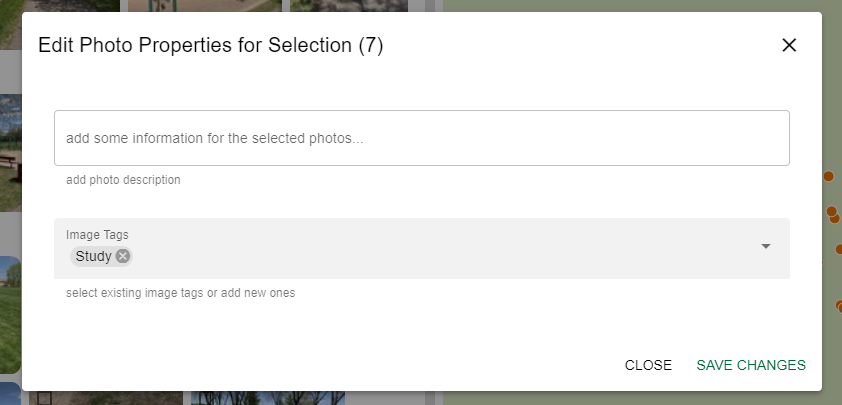 Edit Photo Properties for Selection (7)
add some information for the selected photos...
add photo description
Image Tags
Study
select existing image tags or add new ones
CLOSE SAVE CHANGES